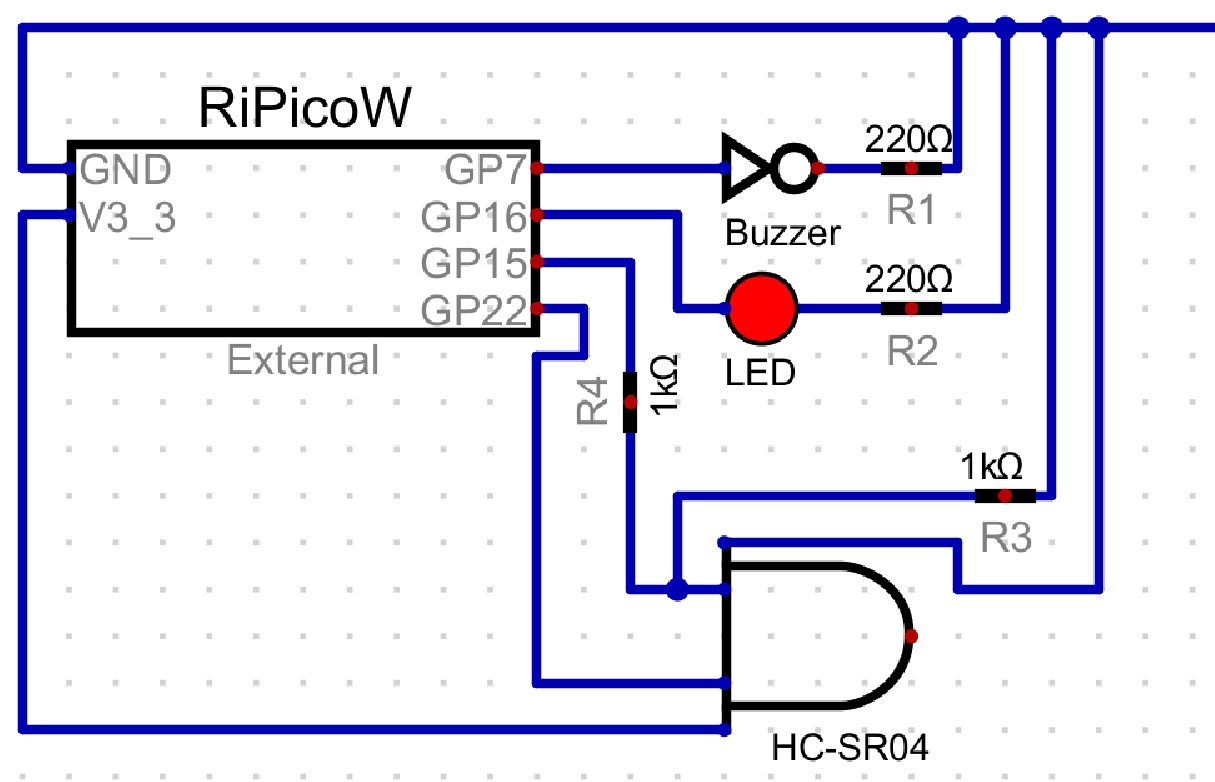 RiPicoW
GND
V3_3
GP7
GP16
GP15
GP22
External
220Ω
R1
Buzzer
220Ω
R2
LED
R4
1kΩ
1kΩ
R3
HC-SR04